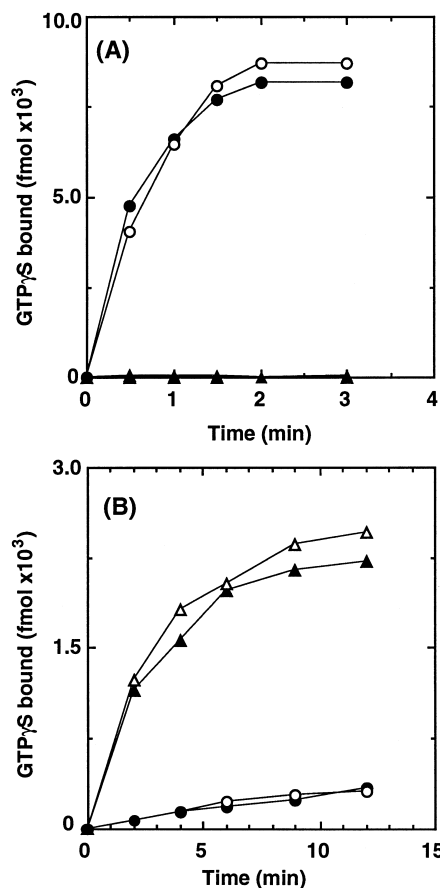 (A)
10.0
5.0
0
GTPγS bound (fmol x10³)
0 1 2 3 4
Time (min)
(B)
3.0
1.5
0
GTPγS bound (fmol x10³)
0 5 10 15
Time (min)